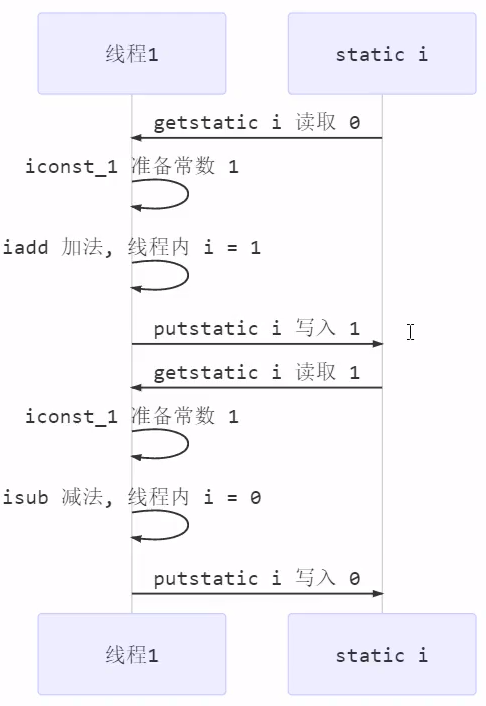 线程1
static i
getstatic i 读取 0
iconst_1 准备常数 1
iadd 加法, 线程内 i = 1
putstatic i 写入 1
getstatic i 读取 1
iconst_1 准备常数 1
isub 减法, 线程内 i = 0
putstatic i 写入 0
线程1
static i